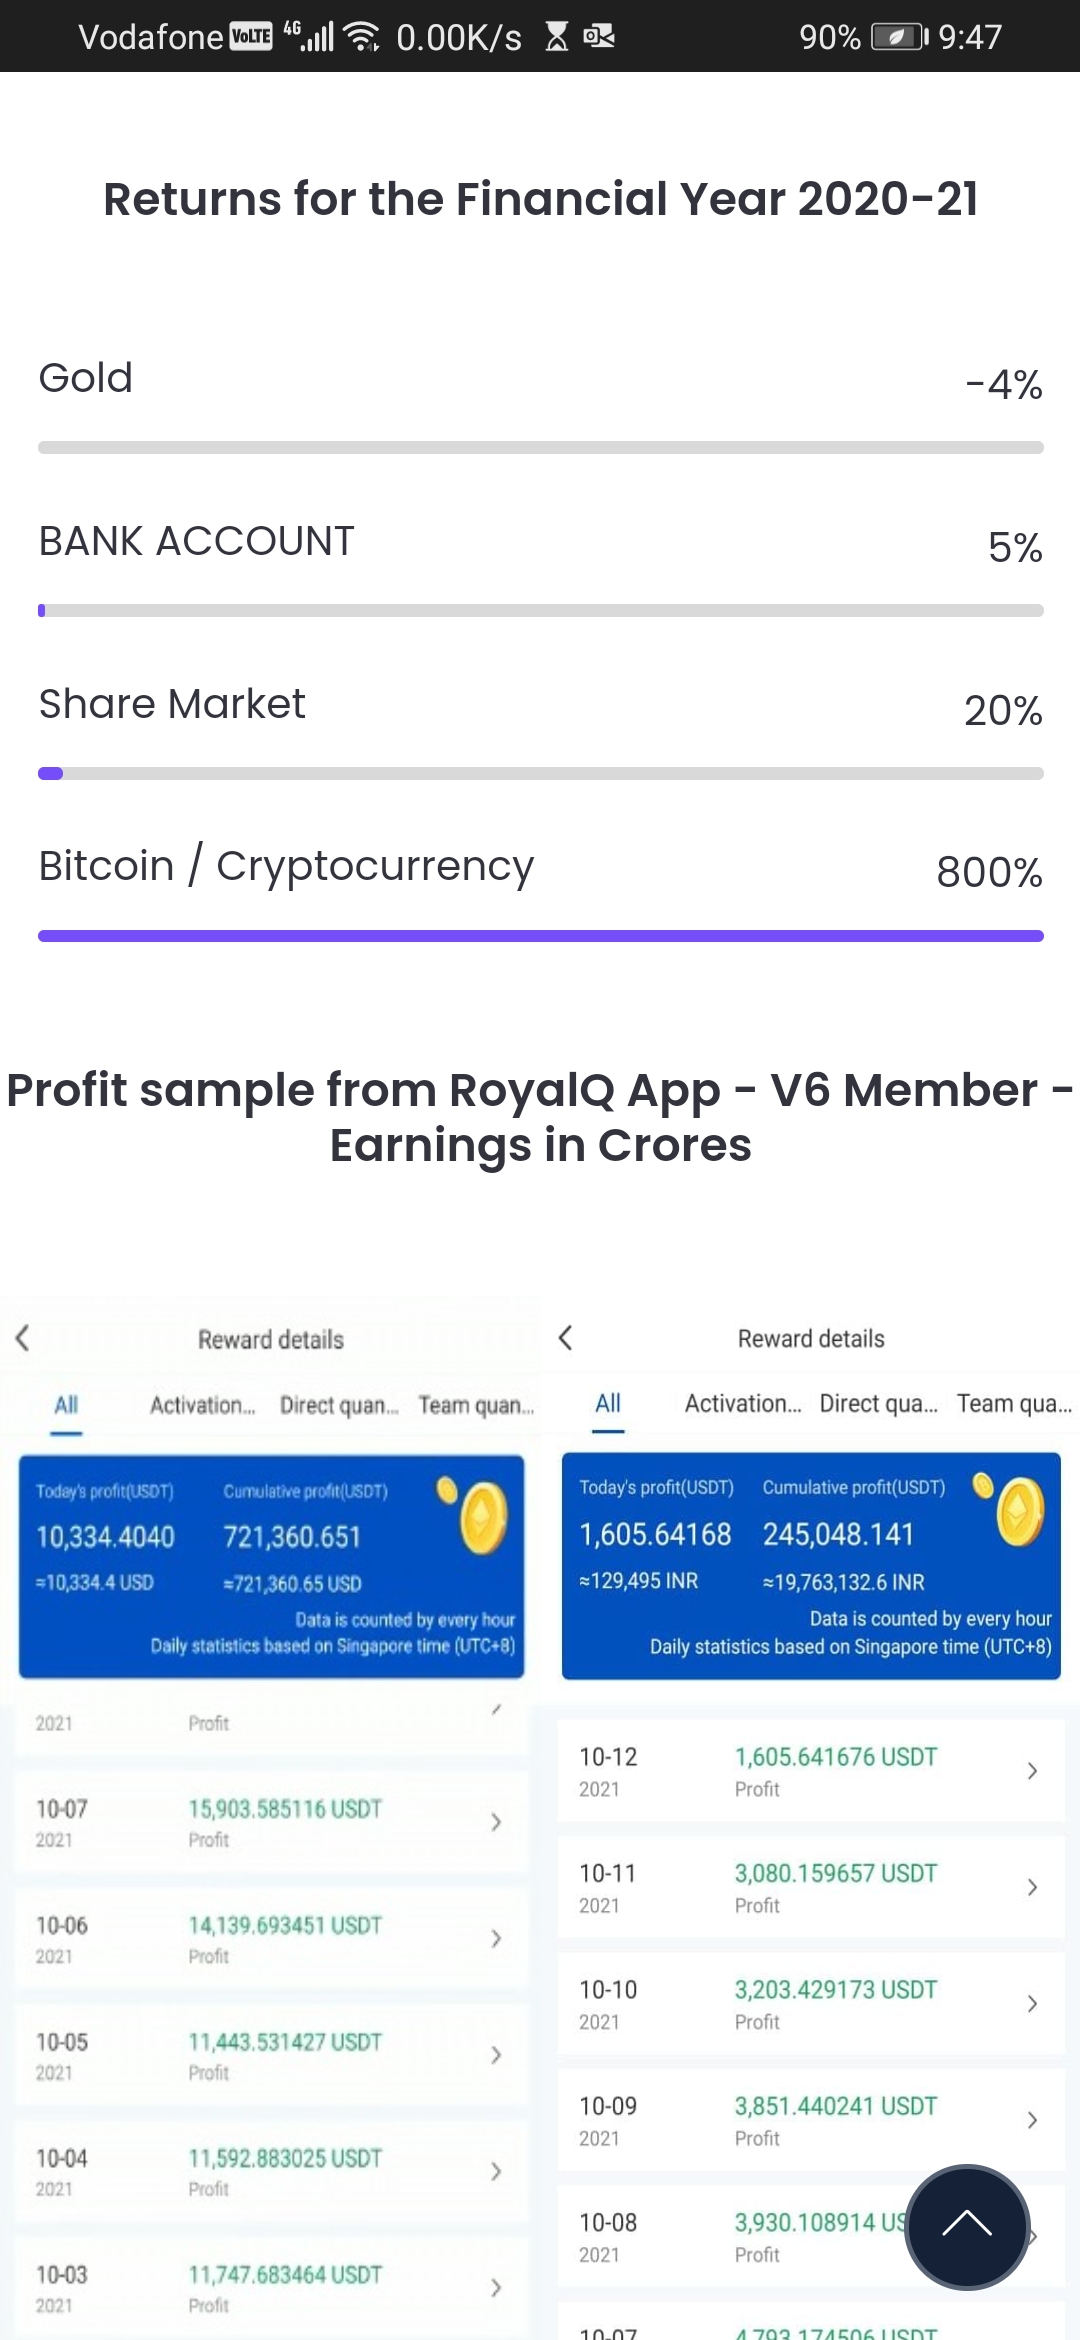 Vodafone VoLTE 4G 0.00K/s 90% 9:47
Returns for the Financial Year 2020-21
Gold -4%
BANK ACCOUNT 5%
Share Market 20%
Bitcoin / Cryptocurrency 800%
Profit sample from RoyalQ App - V6 Member -
Earnings in Crores
Reward details
All Activation... Direct quan... Team quan...
Today's profit(USDT) Cumulative profit(USDT)
10,334.4040 721,360.651
≈10,334.4 USD ≈721,360.65 USD
Data is counted by every hour
Daily statistics based on Singapore time (UTC+8)
2021 Profit
10-07 15,903.585116 USDT
2021 Profit
10-06 14,139.693451 USDT
2021 Profit
10-05 11,443.531427 USDT
2021 Profit
10-04 11,592.883025 USDT
2021 Profit
10-03 11,747.683464 USDT
2021 Profit
Reward details
All Activation... Direct qua... Team qua...
Today's profit(USDT) Cumulative profit(USDT)
1,605.64168 245,048.141
≈129,495 INR ≈19,763,132.6 INR
Data is counted by every hour
Daily statistics based on Singapore time (UTC+8)
10-12 1,605.641676 USDT
2021 Profit
10-11 3,080.159657 USDT
2021 Profit
10-10 3,203.429173 USDT
2021 Profit
10-09 3,851.440241 USDT
2021 Profit
10-08 3,930.108914 US
2021 Profit
10-07 4,793.174506 USDT